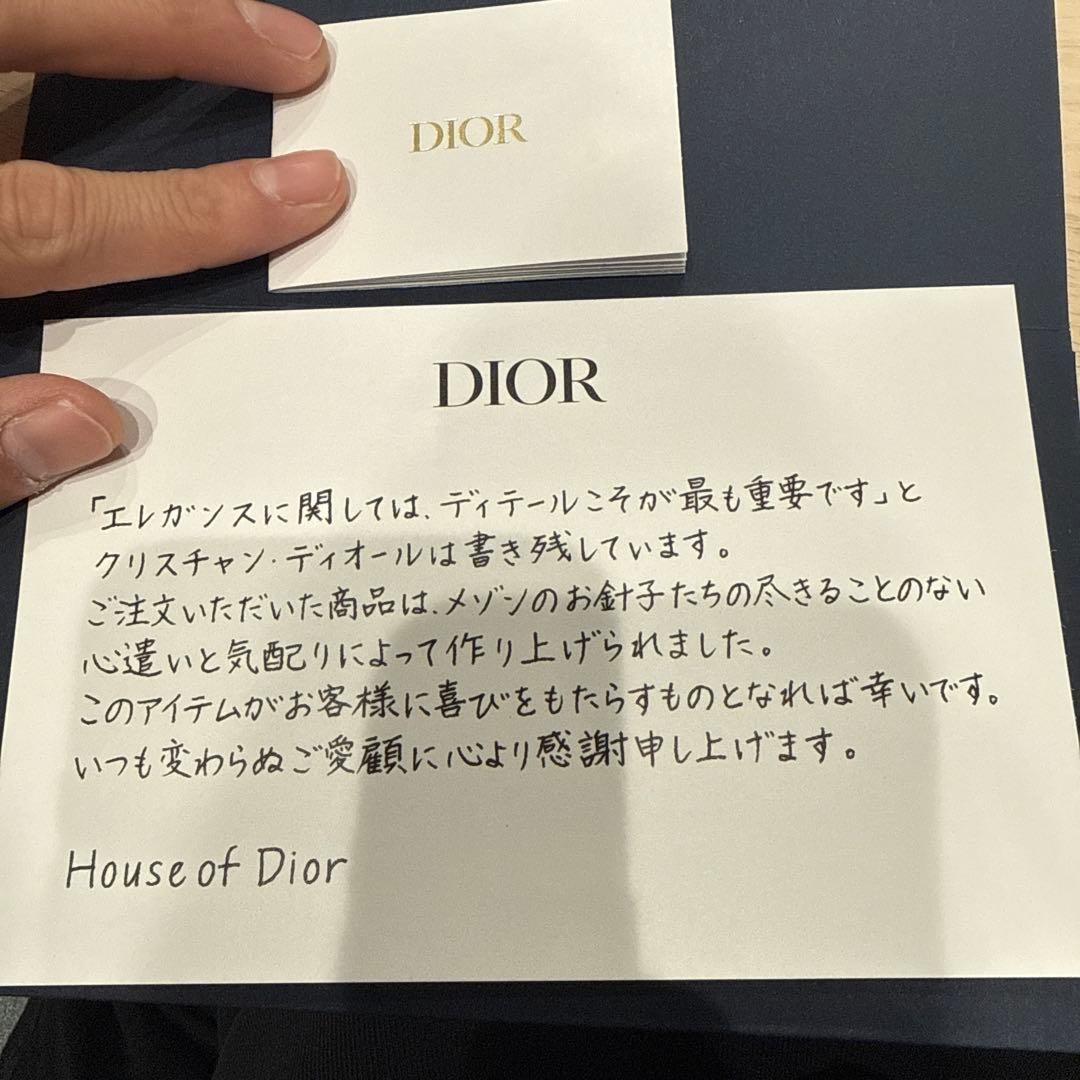 DIOR
DIOR
「エレガンスに関しては、ディテールこそが最も重要です」と
クリスチャン・ディオールは書き残しています。
ご注文いただいた商品は、メゾンのお針子たちの尽きることのない
心遣いと気配りによって作り上げられました。
このアイテムがお客様に喜びをもたらすものとなれば幸いです。
いつも変わらぬご愛顧に心より感謝申し上げます。
House of Dior